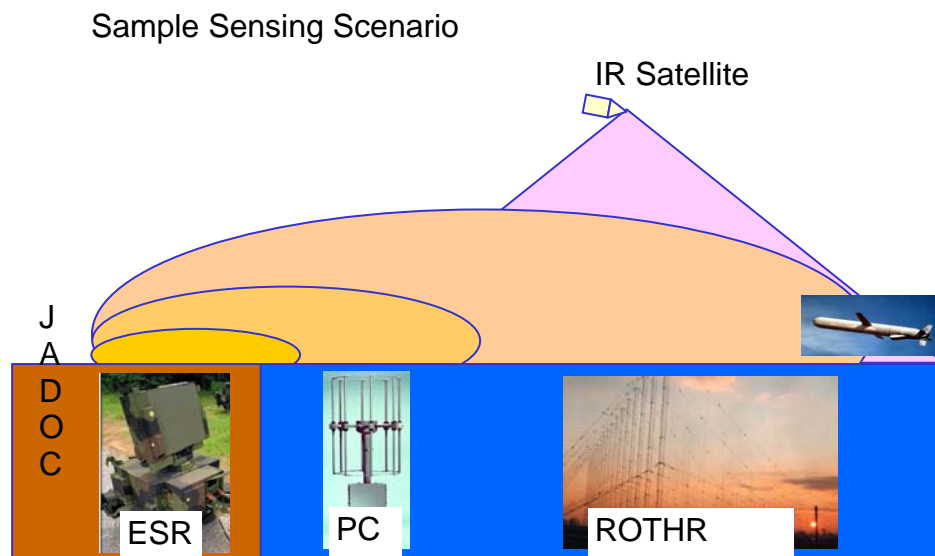 Sample Sensing Scenario
IR Satellite
J
A
D
O
C
ESR
PC
ROTHR